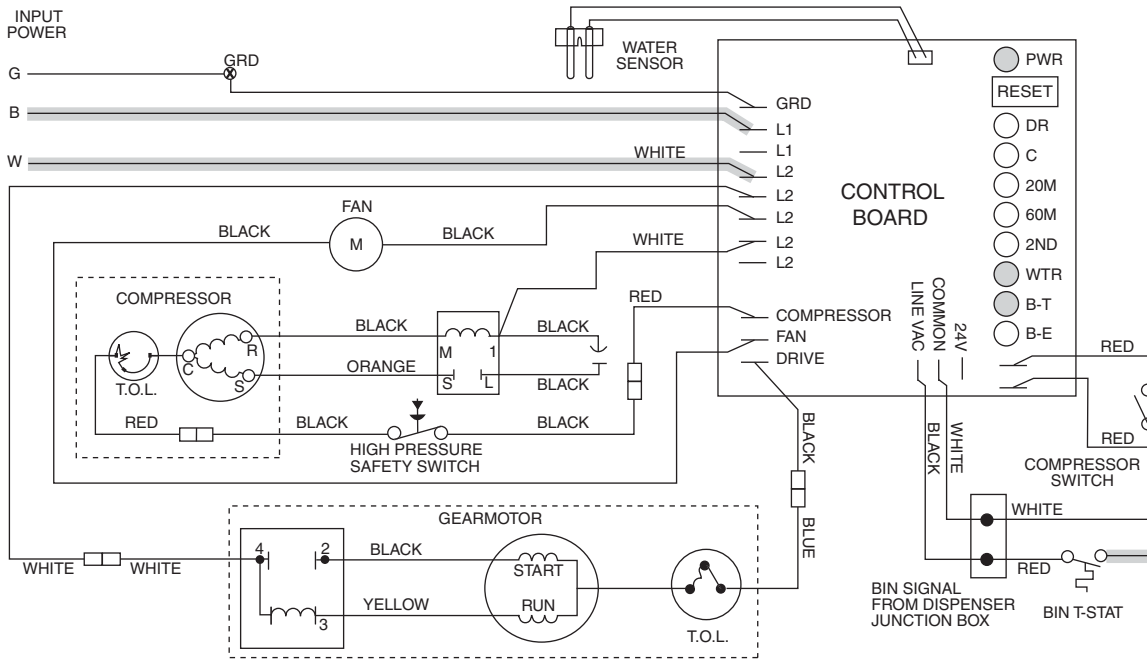 INPUT
POWER
G
GRD
B
W
WATER
SENSOR
WHITE
GRD
L1
L1
L2
L2
L2
L2
L2
CONTROL
BOARD
PWR
RESET
DR
C
20M
60M
2ND
WTR
B-T
B-E
FAN
M
BLACK
BLACK
WHITE
RED
COMPRESSOR
FAN
DRIVE
LINE VAC
COMMON
24V
COMPRESSOR
T.O.L.
C
R
S
BLACK
ORANGE
M
1
S
L
BLACK
BLACK
RED
BLACK
HIGH PRESSURE
SAFETY SWITCH
BLACK
BLACK
BLUE
BLACK
WHITE
RED
RED
COMPRESSOR
SWITCH
WHITE
RED
BIN SIGNAL
FROM DISPENSER
JUNCTION BOX
BIN T-STAT
GEARMOTOR
WHITE
WHITE
4
2
3
BLACK
YELLOW
START
RUN
T.O.L.